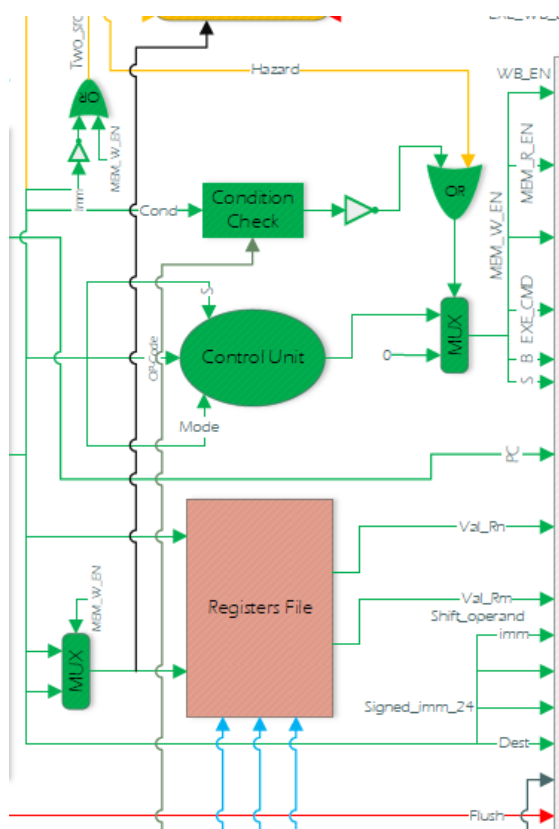 Two_src
OR
MEM_W_EN
imm
Hazard
WB_EN
MEM_R_EN
MEM_W_EN
Cond
Condition
Check
OR
S
OP-Code
Control Unit
Mode
0
MUX
EXE_CMD
B
S
PC
Registers File
Val_Rn
Val_Rm
Shift_operand
imm
Signed_imm_24
Dest
MEM_W_EN
MUX
Flush